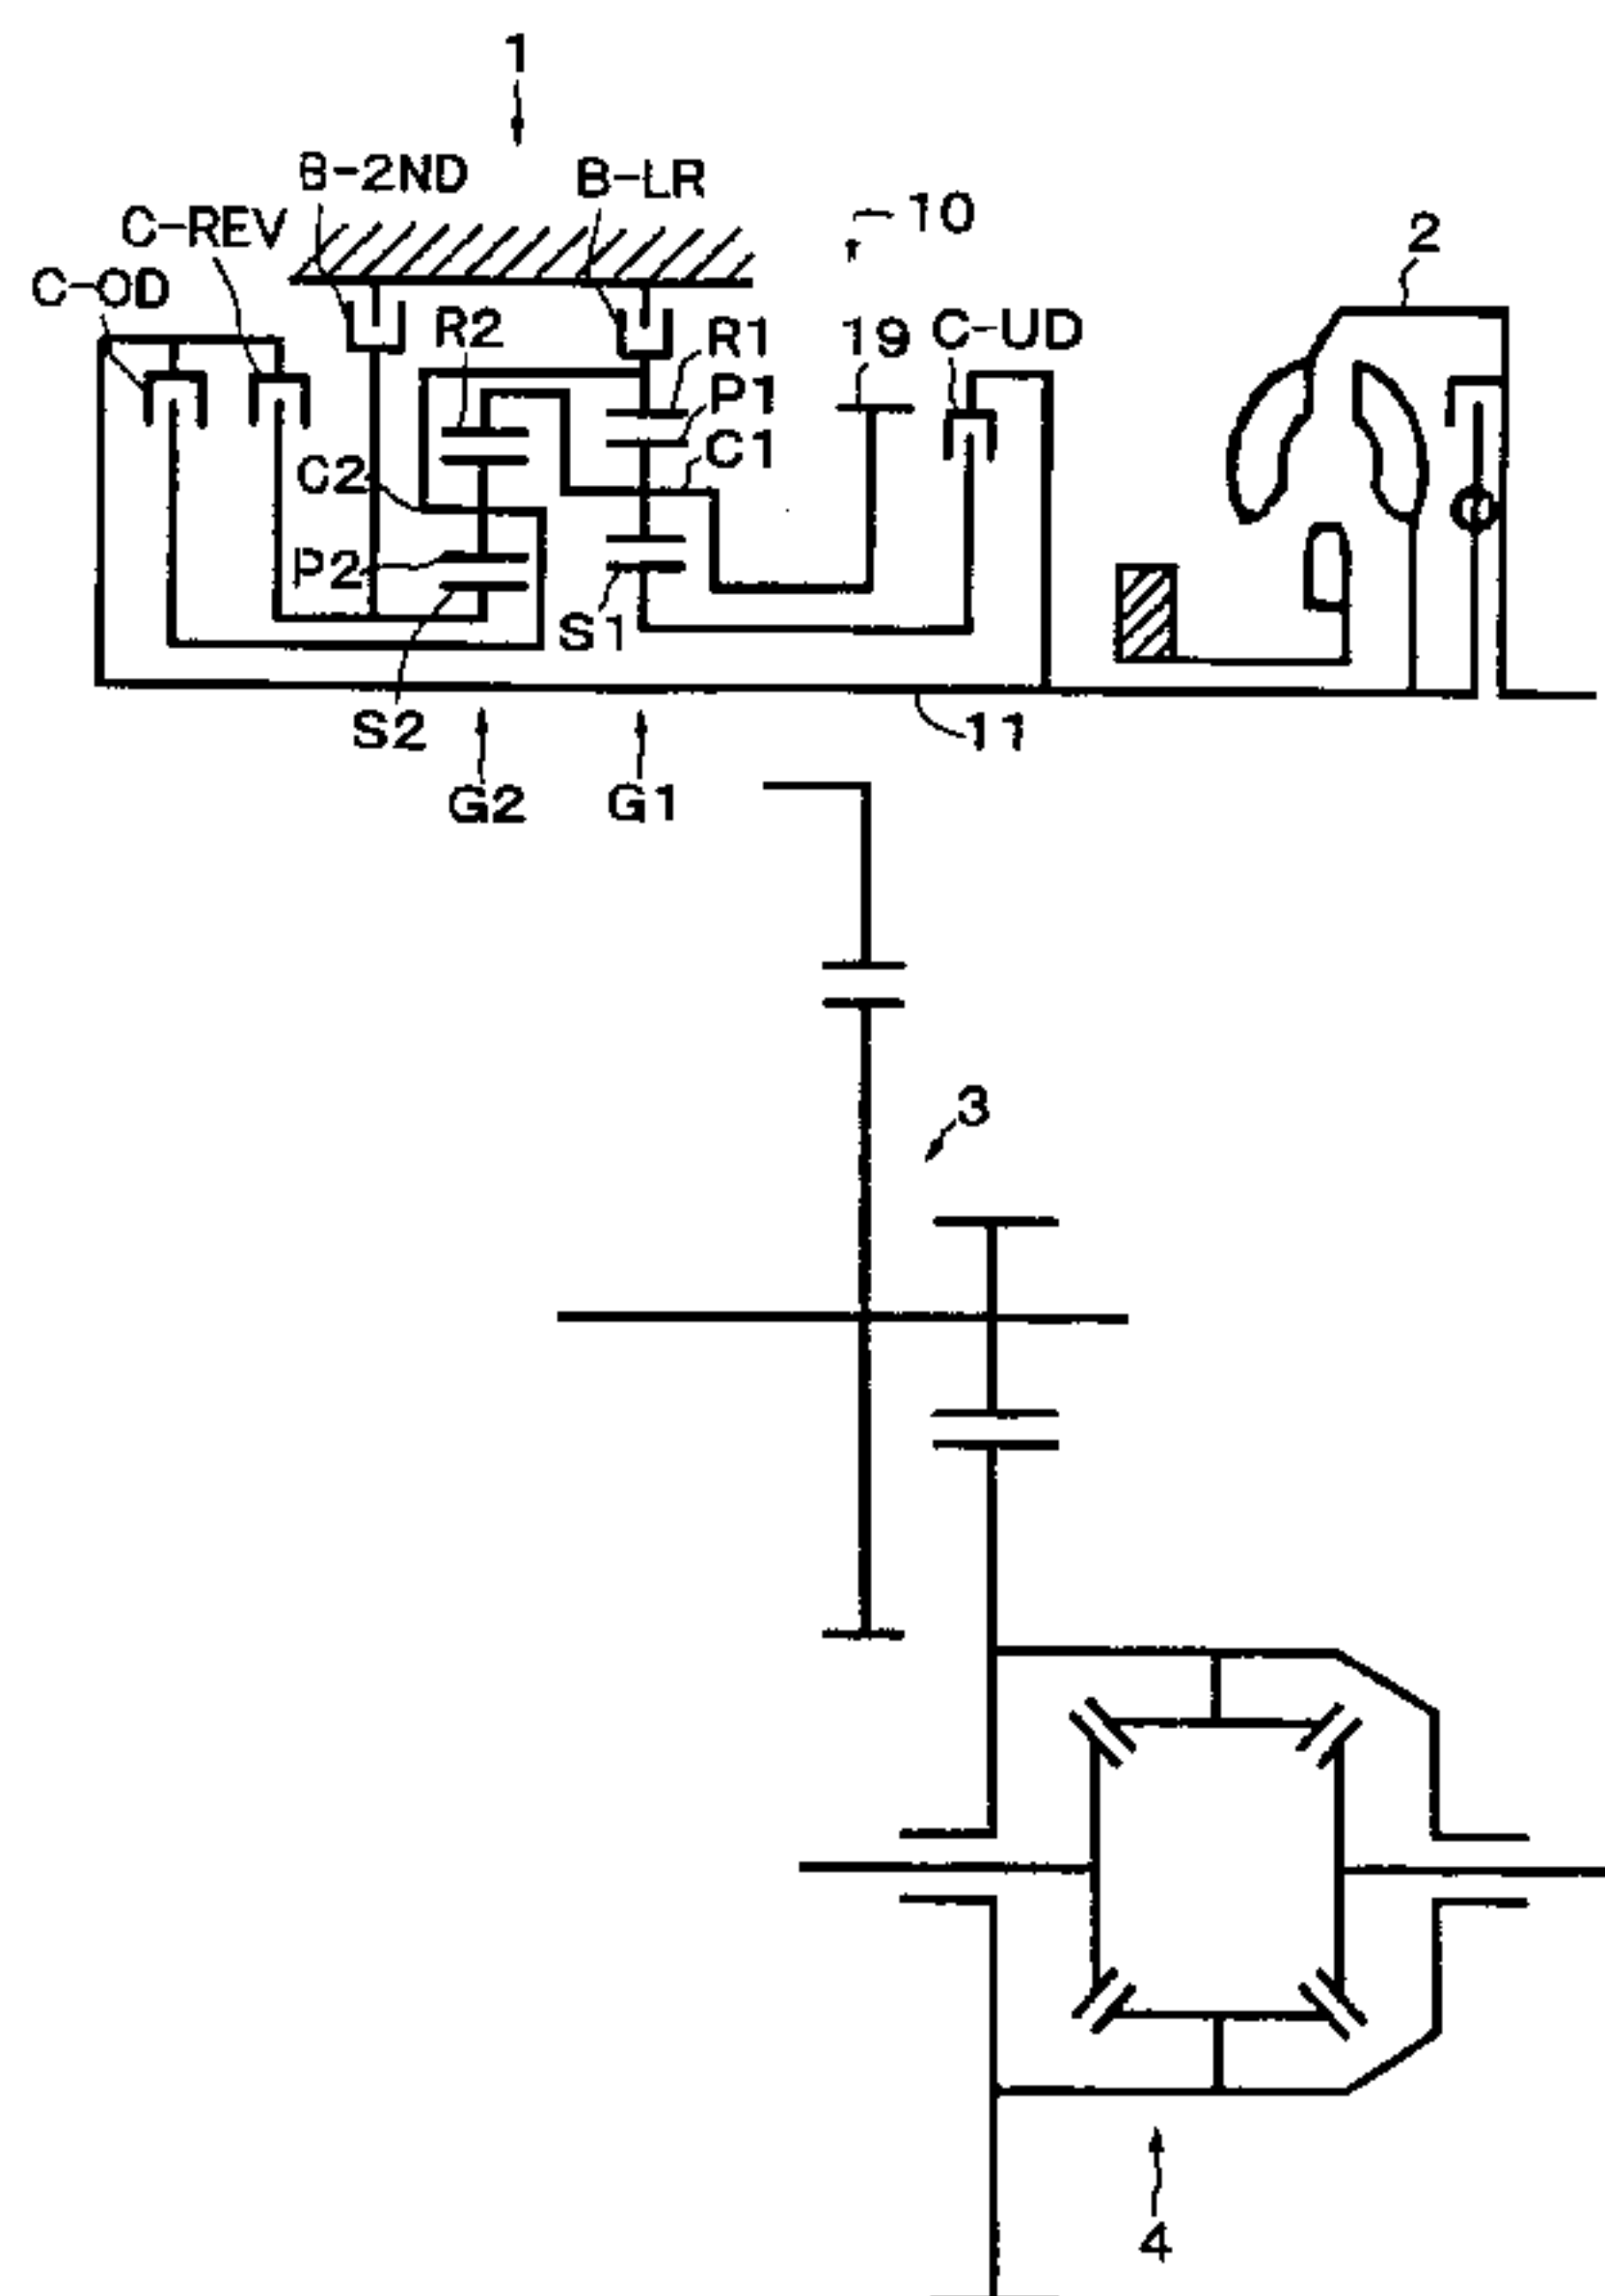 1
B-2ND
B-LR
C-REV
10
2
C-OD
R2
R1
19
C-UD
P1
C1
C2
P2
S1
S2
11
G2
G1
3
4